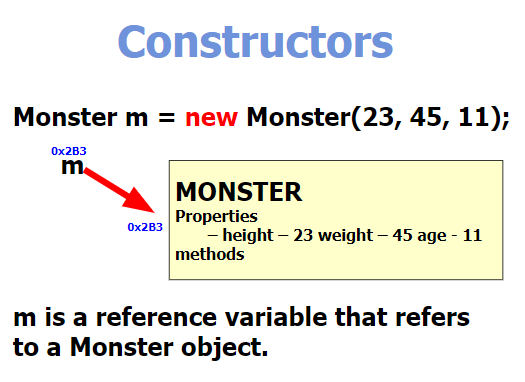 Constructors
Monster m = new Monster(23, 45, 11);
0x2B3
m
MONSTER
Properties
0x2B3
– height – 23 weight – 45 age - 11
methods
m is a reference variable that refers
to a Monster object.